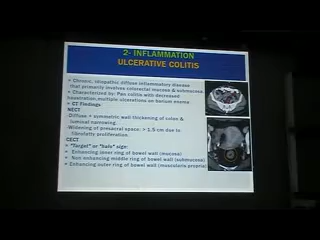 2- INFLAMMATION
ULCERATIVE COLITIS
Chronic, idiopathic diffuse inflammatory disease
that primarily involves colorectal mucosa & submucosa
Characterized by: Pan colitis with decreased
haustration, multiple ulcerations on barium enema
CT findings
NECT
-Diffuse + symmetric wall thickening of colon &
luminal narrowing.
-Widening of presacral space: > 1.5 cm due to
fibrofatty proliferation.
CECT
"Target" or "halo" sign:
Enhancing inner ring of bowel wall (mucosa)
Non enhancing middle ring of bowel wall (submucosa)
Enhancing outer ring of bowel wall (muscularis propria)